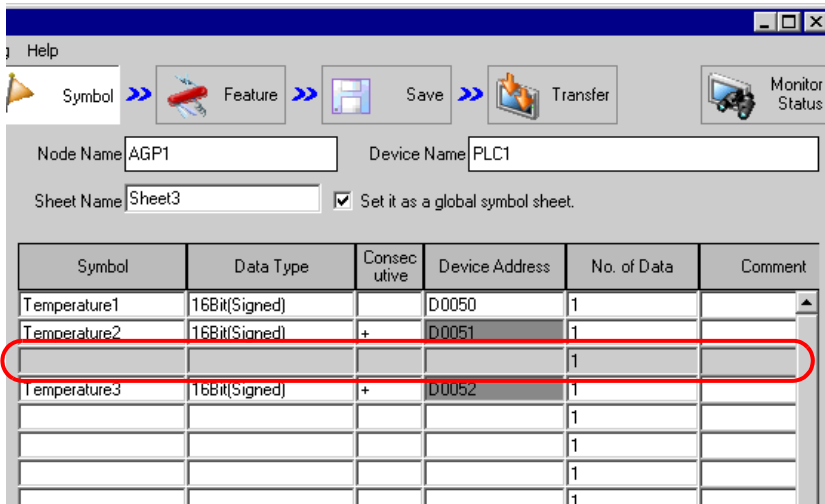 g Help
Symbol Feature Save Transfer Monitor Status
Node Name AGP1 Device Name PLC1
Sheet Name Sheet3 Set it as a global symbol sheet.
Symbol Data Type Consecutive Device Address No. of Data Comment
Temperature1 16Bit(Signed) D0050 1
Temperature2 16Bit(Signed) + D0051 1
1
Temperature3 16Bit(Signed) + D0052 1
1
1
1
1